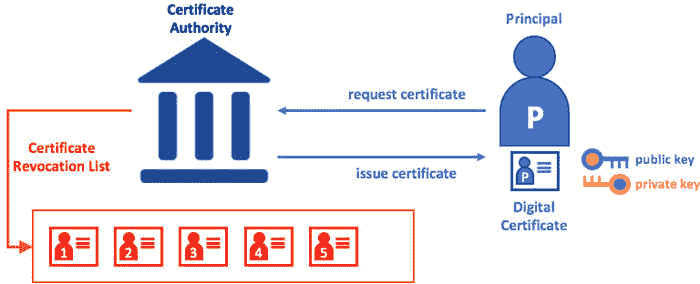 Certificate
Authority
Principal
request certificate
P
Certificate
Revocation List
issue certificate
P
public key
private key
Digital
Certificate
1
2
3
4
5